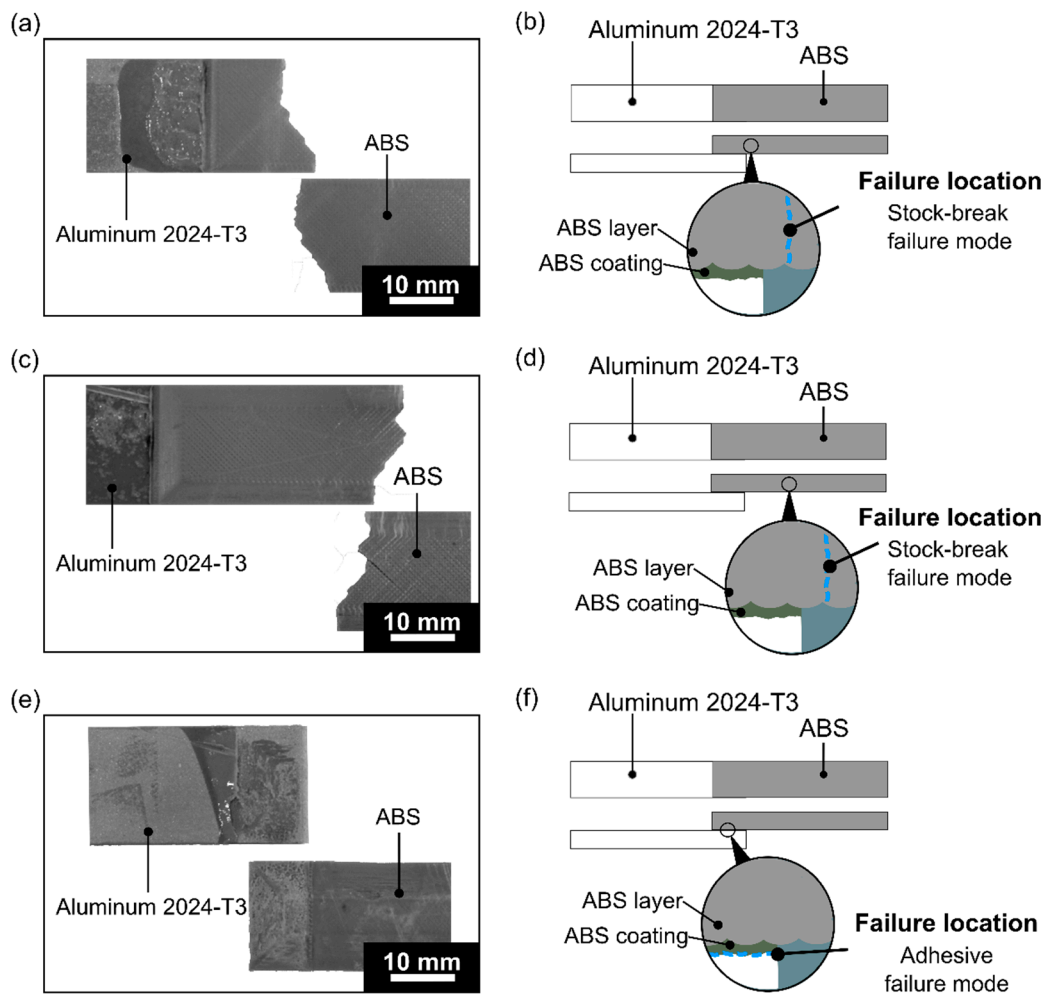 (a)
ABS
Aluminum 2024-T3
10 mm
(b)
Aluminum 2024-T3
ABS
Failure location
Stock-break
failure mode
ABS layer
ABS coating
(c)
ABS
Aluminum 2024-T3
10 mm
(d)
Aluminum 2024-T3
ABS
Failure location
Stock-break
failure mode
ABS layer
ABS coating
(e)
ABS
Aluminum 2024-T3
10 mm
(f)
Aluminum 2024-T3
ABS
ABS layer
ABS coating
Failure location
Adhesive
failure mode